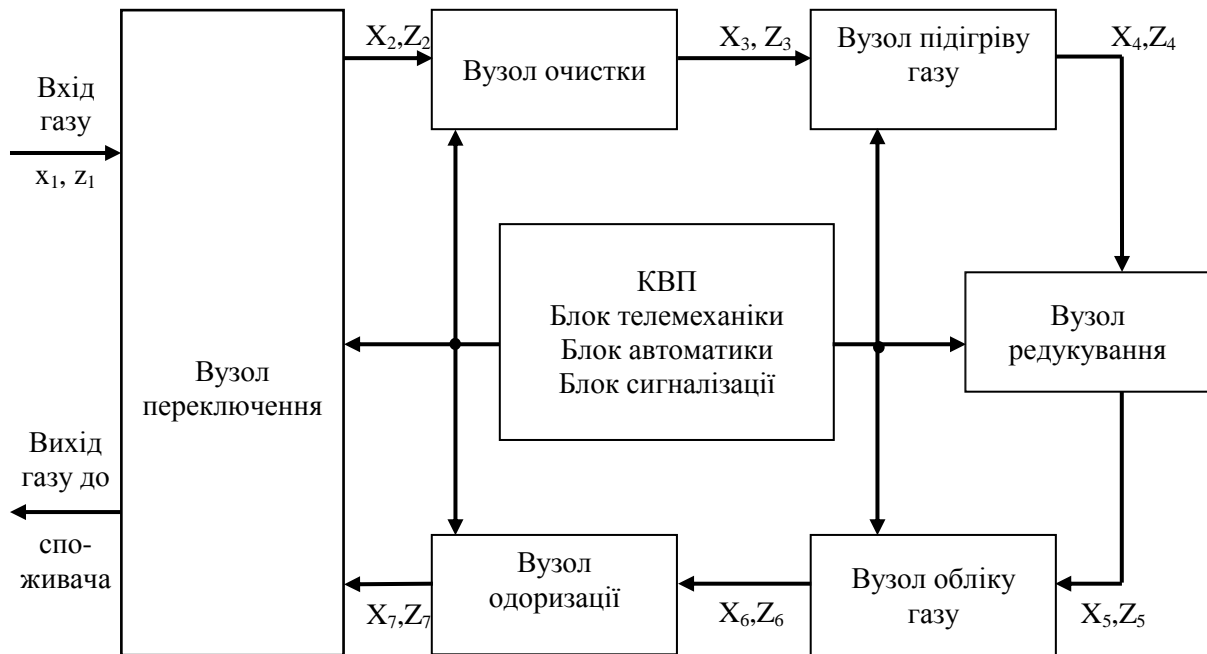 Вхід
газу
x₁, z₁
Вузол
переключення
Вихід
газу до
спо-
живача
X₂,Z₂
Вузол очистки
X₃, Z₃
Вузол підігріву
газу
X₄,Z₄
КВП
Блок телемеханіки
Блок автоматики
Блок сигналізації
Вузол
редукування
X₅,Z₅
Вузол обліку
газу
X₆,Z₆
Вузол
одоризації
X₇,Z₇